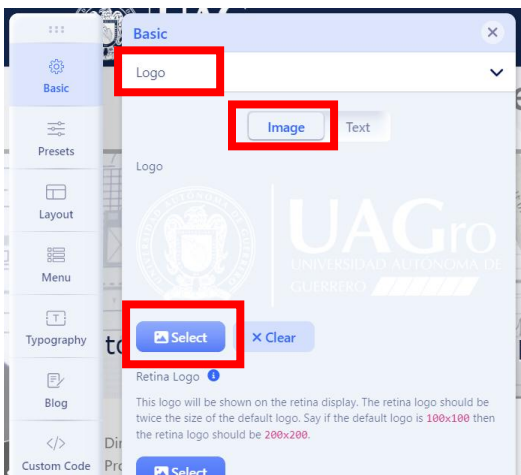 Basic
Basic
Presets
Layout
Menu
Typography
Blog
Custom Code
Logo
Image
Text
Logo
UAGro
UNIVERSIDAD AUTÓNOMA DE
GUERRERO
Select
Clear
Retina Logo
This logo will be shown on the retina display. The retina logo should be
twice the size of the default logo. Say if the default logo is 100x100 then
the retina logo should be 200x200.
Select